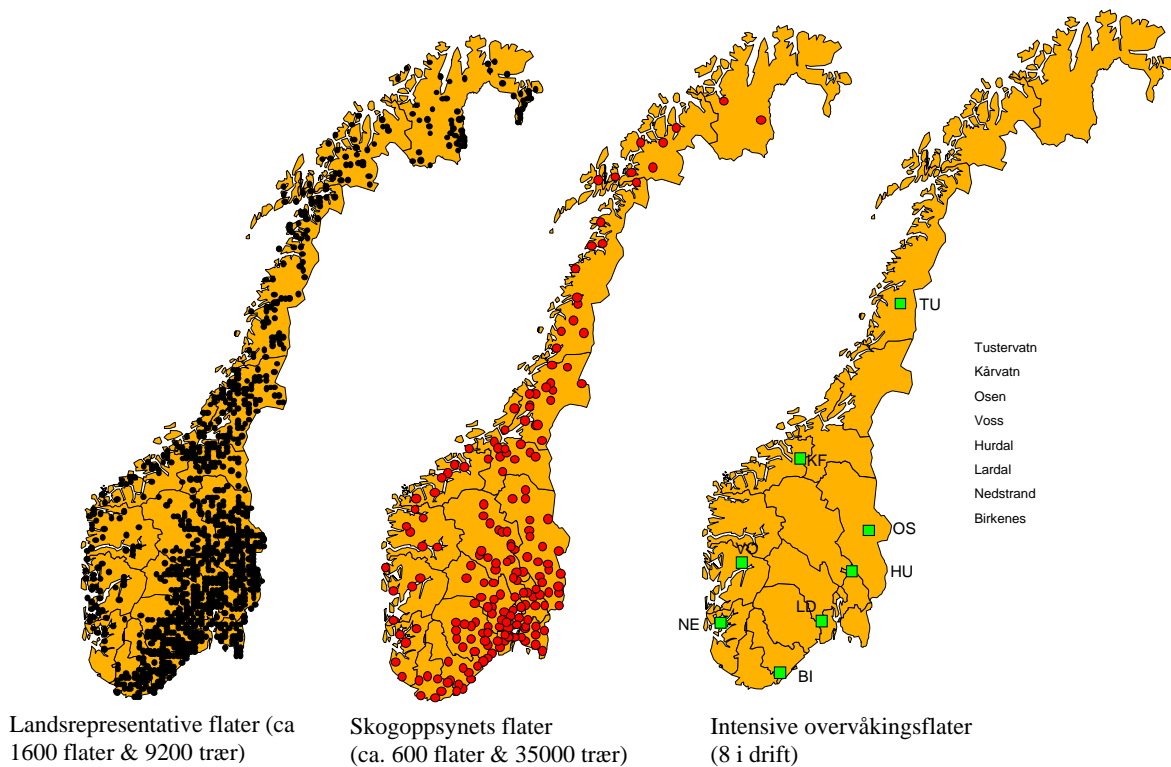 TU
Tustervatn
Kårvatn
Osen
Voss
Hurdal
Lardal
Nedstrand
Birkenes
KF
OS
VO
HU
LD
NE
BI
Landsrepresentative flater (ca
1600 flater & 9200 trær)
Skogoppsynets flater
(ca. 600 flater & 35000 trær)
Intensive overvåkingsflater
(8 i drift)